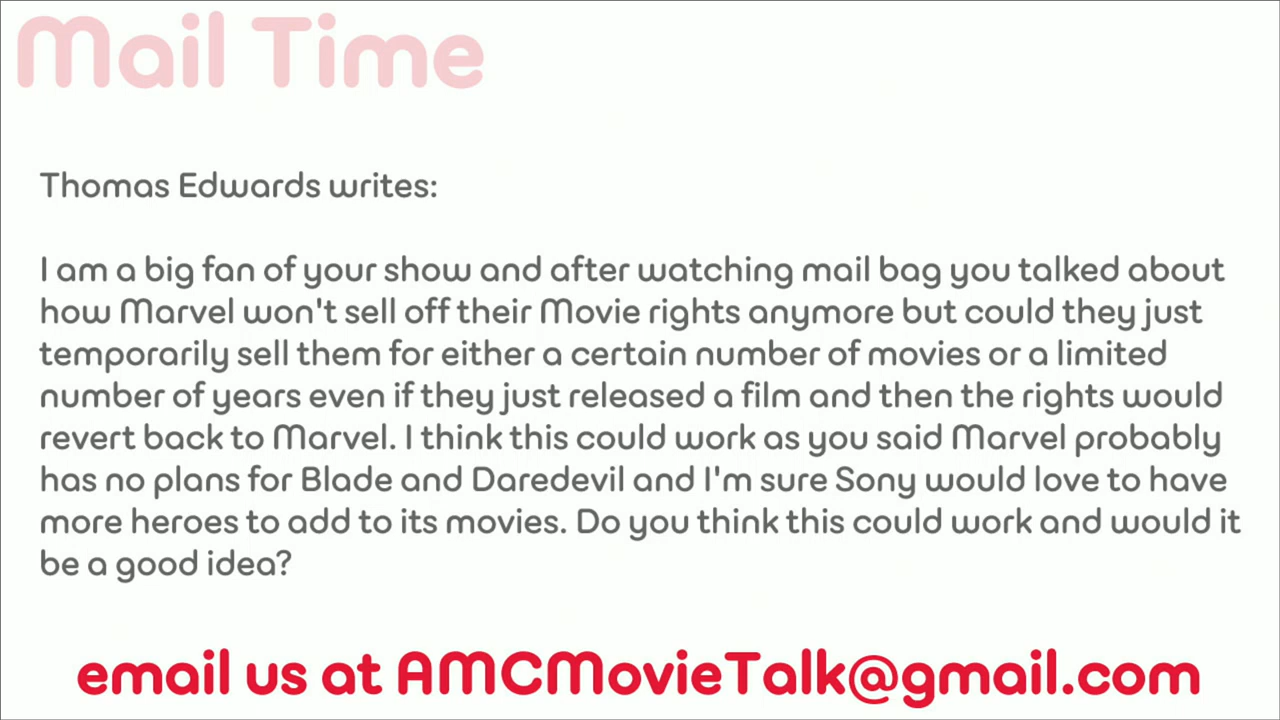 Mail Time
Thomas Edwards writes:
I am a big fan of your show and after watching mail bag you talked about
how Marvel won't sell off their Movie rights anymore but could they just
temporarily sell them for either a certain number of movies or a limited
number of years even if they just released a film and then the rights would
revert back to Marvel. I think this could work as you said Marvel probably
has no plans for Blade and Daredevil and I'm sure Sony would love to have
more heroes to add to its movies. Do you think this could work and would it
be a good idea?
email us at AMCMovieTalk@gmail.com